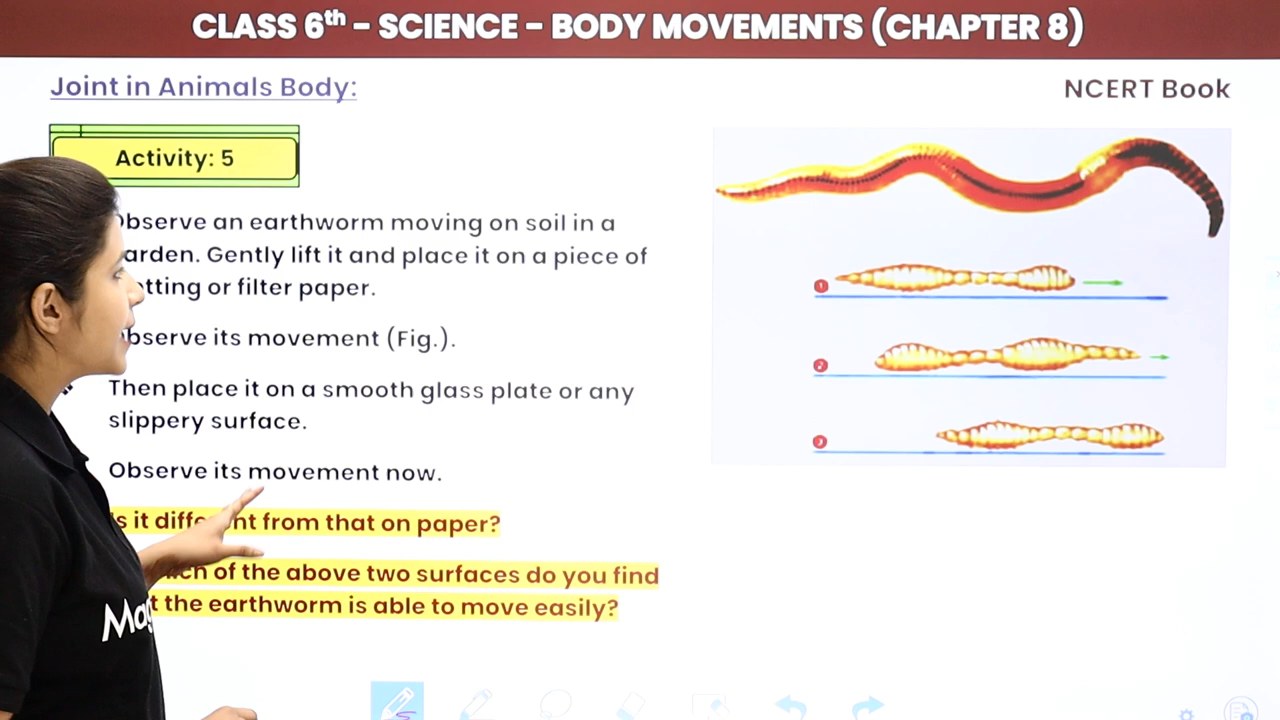 CLASS 6th – SCIENCE – BODY MOVEMENTS (CHAPTER 8)
Joint in Animals Body:
NCERT Book
Activity: 5
Observe an earthworm moving on soil in a
garden. Gently lift it and place it on a piece of
or filter paper.
Observe its movement (Fig.).
Then place it on a smooth glass plate or any
slippery surface.
Observe its movement now.
Is it different from that on paper?
of the above two surfaces do you find
the earthworm is able to move easily?
1
2
3